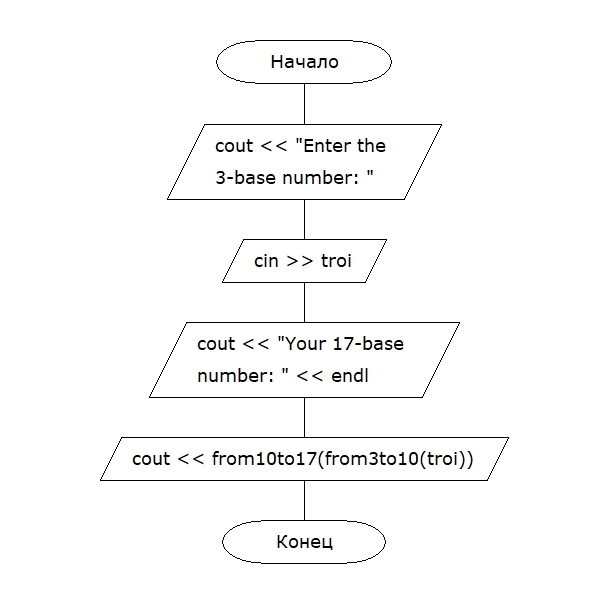 Начало
cout << "Enter the
3-base number: "
cin >> troi
cout << "Your 17-base
number: " << endl
cout << from10to17(from3to10(troi))
Конец